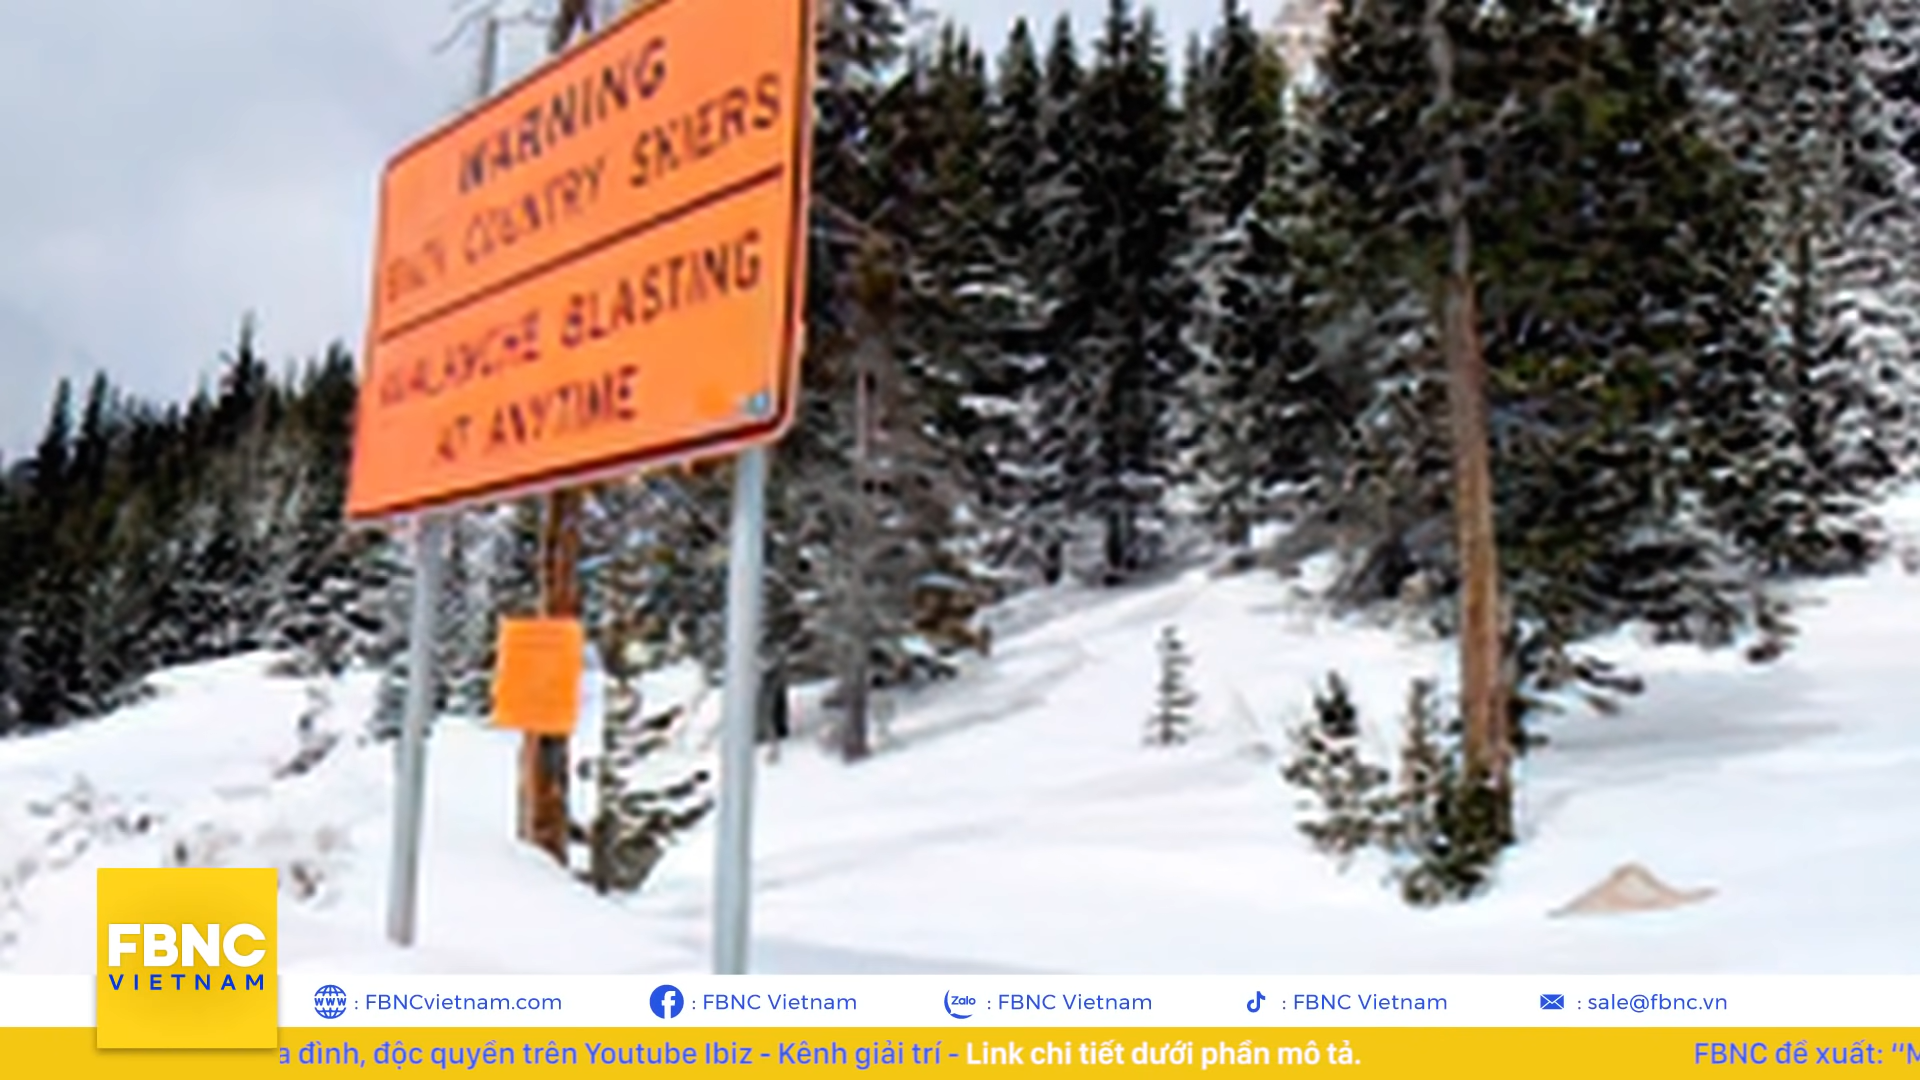 WARNING
BACK COUNTRY SKIERS
AVALANCHE BLASTING
AT ANYTIME
FBNC
VIETNAM
www : FBNCvietnam.com
: FBNC Vietnam
Zalo : FBNC Vietnam
: FBNC Vietnam
: sale@fbnc.vn
a đình, độc quyền trên Youtube Ibiz - Kênh giải trí - Link chi tiết dưới phần mô tả.
FBNC đề xuất: “M